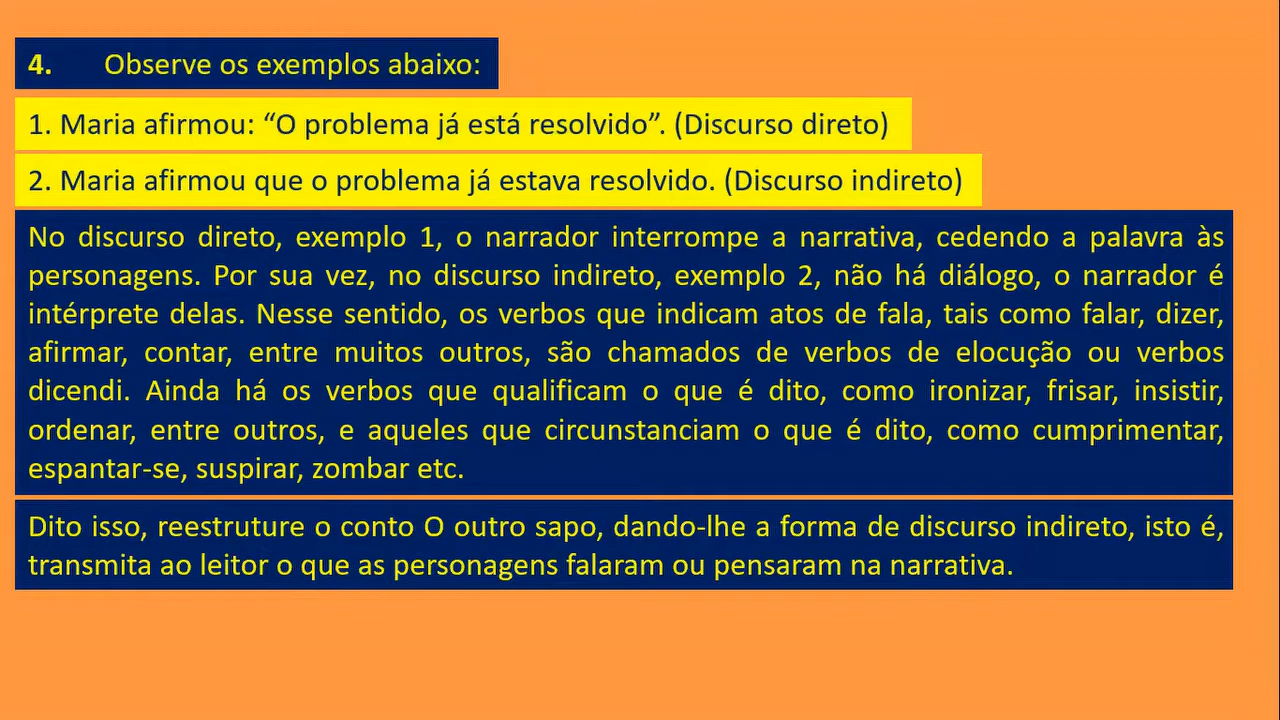 4. Observe os exemplos abaixo:
1. Maria afirmou: “O problema já está resolvido”. (Discurso direto)
2. Maria afirmou que o problema já estava resolvido. (Discurso indireto)
No discurso direto, exemplo 1, o narrador interrompe a narrativa, cedendo a palavra às
personagens. Por sua vez, no discurso indireto, exemplo 2, não há diálogo, o narrador é
intérprete delas. Nesse sentido, os verbos que indicam atos de fala, tais como falar, dizer,
afirmar, contar, entre muitos outros, são chamados de verbos de elocução ou verbos
dicendi. Ainda há os verbos que qualificam o que é dito, como ironizar, frisar, insistir,
ordenar, entre outros, e aqueles que circunstanciam o que é dito, como cumprimentar,
espantar-se, suspirar, zombar etc.
Dito isso, reestruture o conto O outro sapo, dando-lhe a forma de discurso indireto, isto é,
transmita ao leitor o que as personagens falaram ou pensaram na narrativa.